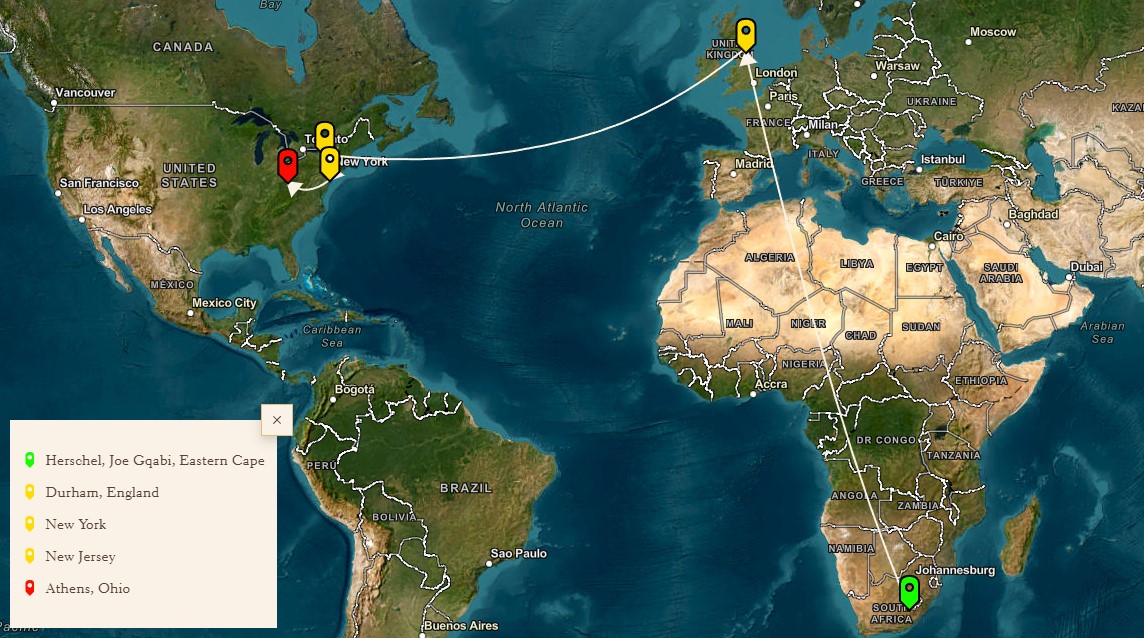 Bay
CANADA
Moscow
Vancouver
UNITED
KINGDOM
London
Warsaw
Paris
UKRAINE
FRANCE
Milan
Toronto
New York
UNITED
STATES
San Francisco
Los Angeles
Madrid
ITALY
Istanbul
GREECE
TÜRKIYE
North Atlantic
Ocean
Baghdad
Cairo
ALGERIA
LIBYA
EGYPT
SAUDI
ARABIA
Dubai
MÉXICO
Mexico City
Caribbean
Sea
MALI
NIGER
CHAD
SUDAN
Arabian
Sea
NIGERIA
ETHIOPIA
Accra
Bogotá
DR CONGO
TANZANIA
PERÚ
BRAZIL
ANGOLA
ZAMBIA
BOLIVIA
NAMIBIA
Sao Paulo
Johannesburg
SOUTH
AFRICA
Buenos Aires
×
Herschel, Joe Gqabi, Eastern Cape
Durham, England
New York
New Jersey
Athens, Ohio